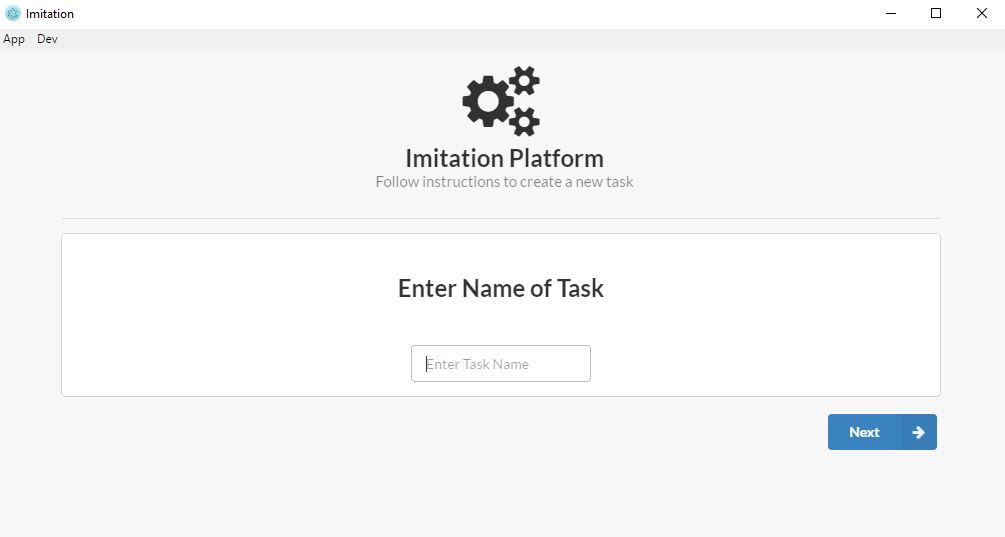 Imitation
App Dev
Imitation Platform
Follow instructions to create a new task
Enter Name of Task
Enter Task Name
Next